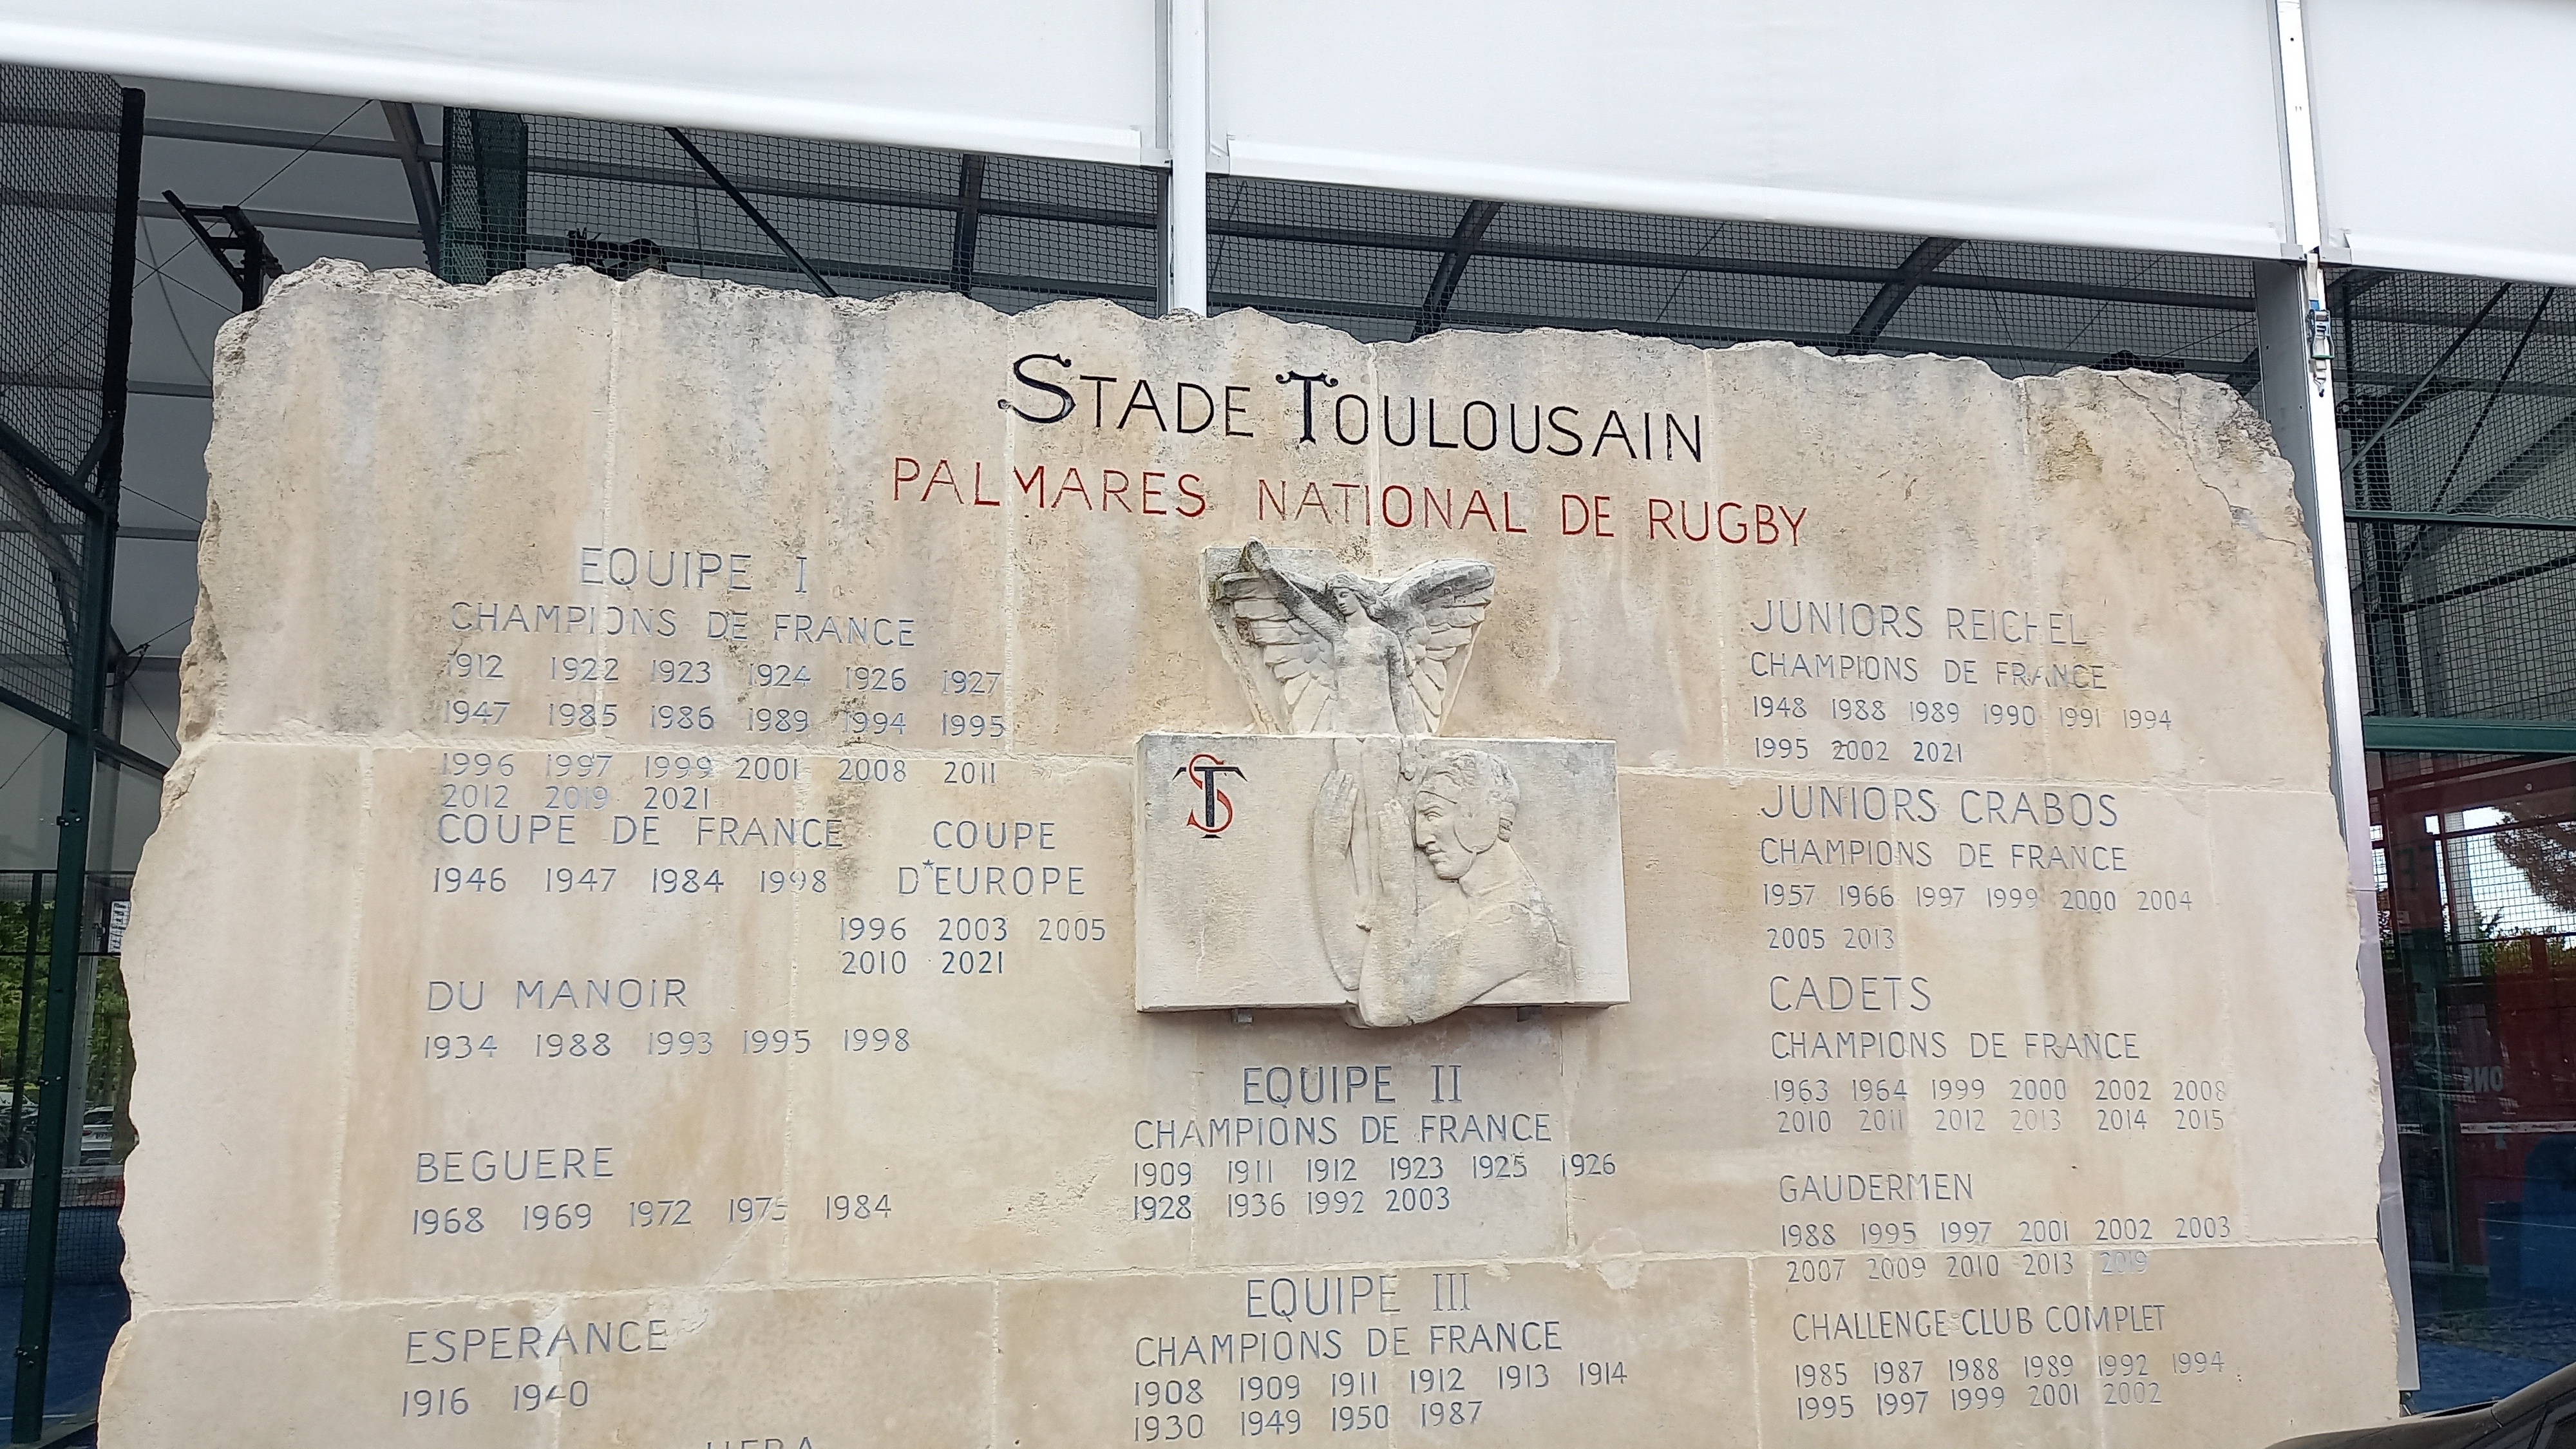 STADE TOULOUSAIN
PALMARES NATIONAL DE RUGBY
EQUIPE I
CHAMPIONS DE FRANCE
1912 1922 1923 1924 1926 1927
1947 1985 1986 1989 1994 1995
1996 1997 1999 2001 2008 2011
2012 2019 2021
COUPE DE FRANCE
1946 1947 1984 1998
COUPE
D'EUROPE
1996 2003 2005
2010 2021
DU MANOIR
1934 1988 1993 1995 1998
BEGUERE
1968 1969 1972 1975 1984
ESPERANCE
1916 1940
ST
EQUIPE II
CHAMPIONS DE FRANCE
1909 1911 1912 1923 1925 1926
1928 1936 1992 2003
EQUIPE III
CHAMPIONS DE FRANCE
1908 1909 1911 1912 1913 1914
1930 1949 1950 1987
JUNIORS REICHEL
CHAMPIONS DE FRANCE
1948 1988 1989 1990 1991 1994
1995 2002 2021
JUNIORS CRABOS
CHAMPIONS DE FRANCE
1957 1966 1997 1999 2000 2004
2005 2013
CADETS
CHAMPIONS DE FRANCE
1963 1964 1999 2000 2002 2008
2010 2011 2012 2013 2014 2015
GAUDERMEN
1988 1995 1997 2001 2002 2003
2007 2009 2010 2013 2019
CHALLENGE CLUB COMPLET
1985 1987 1988 1989 1992 1994
1995 1997 1999 2001 2002